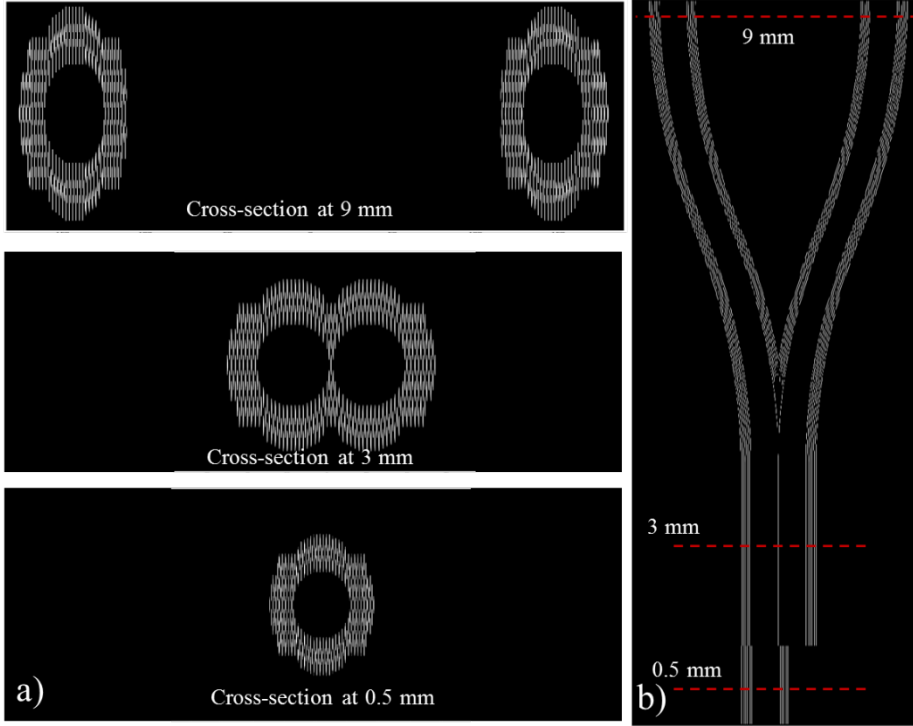 Cross-section at 9 mm
Cross-section at 3 mm
Cross-section at 0.5 mm
a)
9 mm
3 mm
0.5 mm
b)